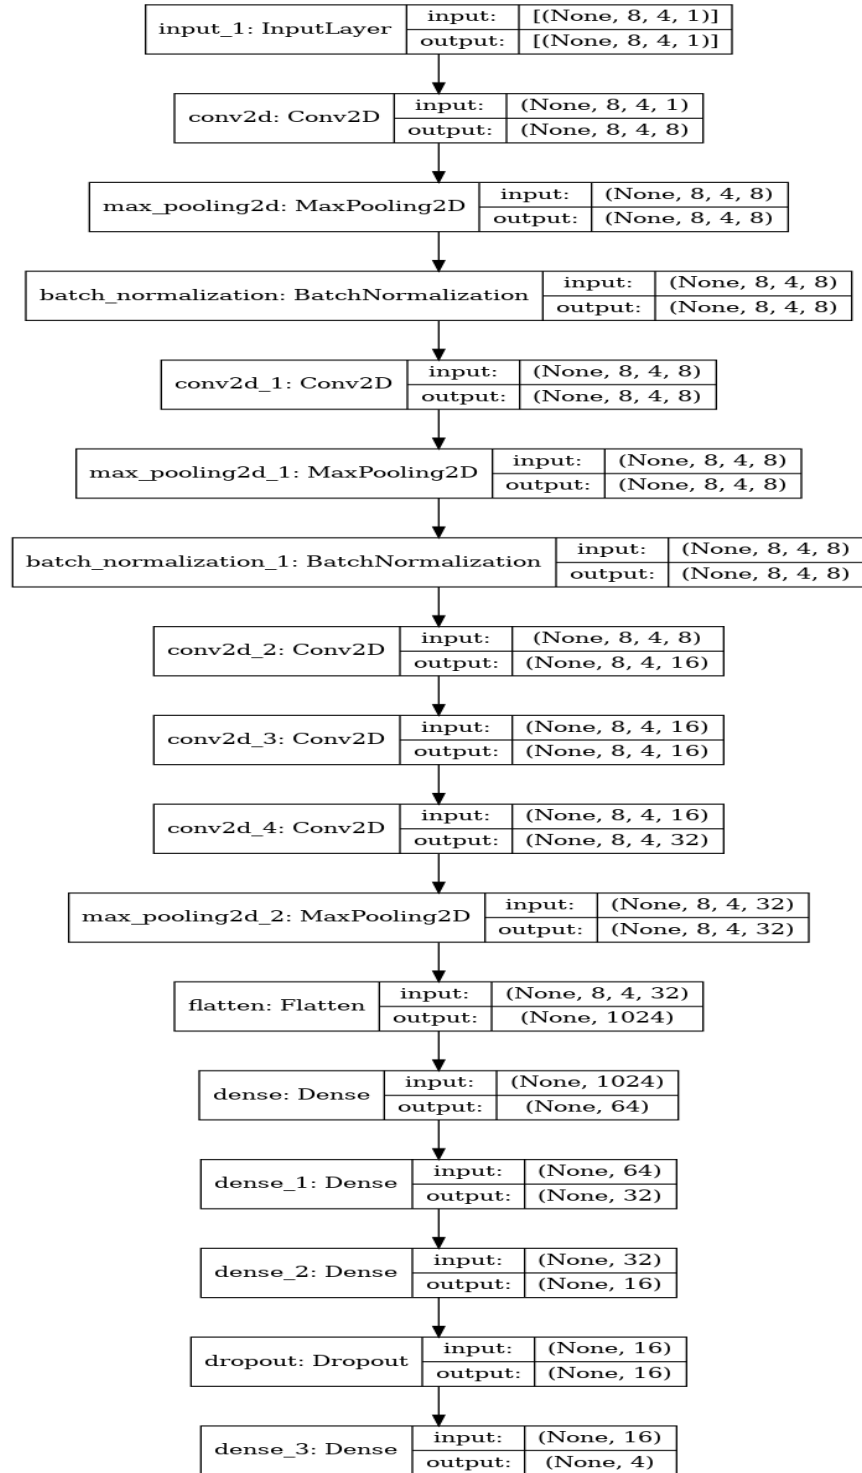 input_1: InputLayer input: [(None, 8, 4, 1)]
output: [(None, 8, 4, 1)]
conv2d: Conv2D input: (None, 8, 4, 1)
output: (None, 8, 4, 8)
max_pooling2d: MaxPooling2D input: (None, 8, 4, 8)
output: (None, 8, 4, 8)
batch_normalization: BatchNormalization input: (None, 8, 4, 8)
output: (None, 8, 4, 8)
conv2d_1: Conv2D input: (None, 8, 4, 8)
output: (None, 8, 4, 8)
max_pooling2d_1: MaxPooling2D input: (None, 8, 4, 8)
output: (None, 8, 4, 8)
batch_normalization_1: BatchNormalization input: (None, 8, 4, 8)
output: (None, 8, 4, 8)
conv2d_2: Conv2D input: (None, 8, 4, 8)
output: (None, 8, 4, 16)
conv2d_3: Conv2D input: (None, 8, 4, 16)
output: (None, 8, 4, 16)
conv2d_4: Conv2D input: (None, 8, 4, 16)
output: (None, 8, 4, 32)
max_pooling2d_2: MaxPooling2D input: (None, 8, 4, 32)
output: (None, 8, 4, 32)
flatten: Flatten input: (None, 8, 4, 32)
output: (None, 1024)
dense: Dense input: (None, 1024)
output: (None, 64)
dense_1: Dense input: (None, 64)
output: (None, 32)
dense_2: Dense input: (None, 32)
output: (None, 16)
dropout: Dropout input: (None, 16)
output: (None, 16)
dense_3: Dense input: (None, 16)
output: (None, 4)